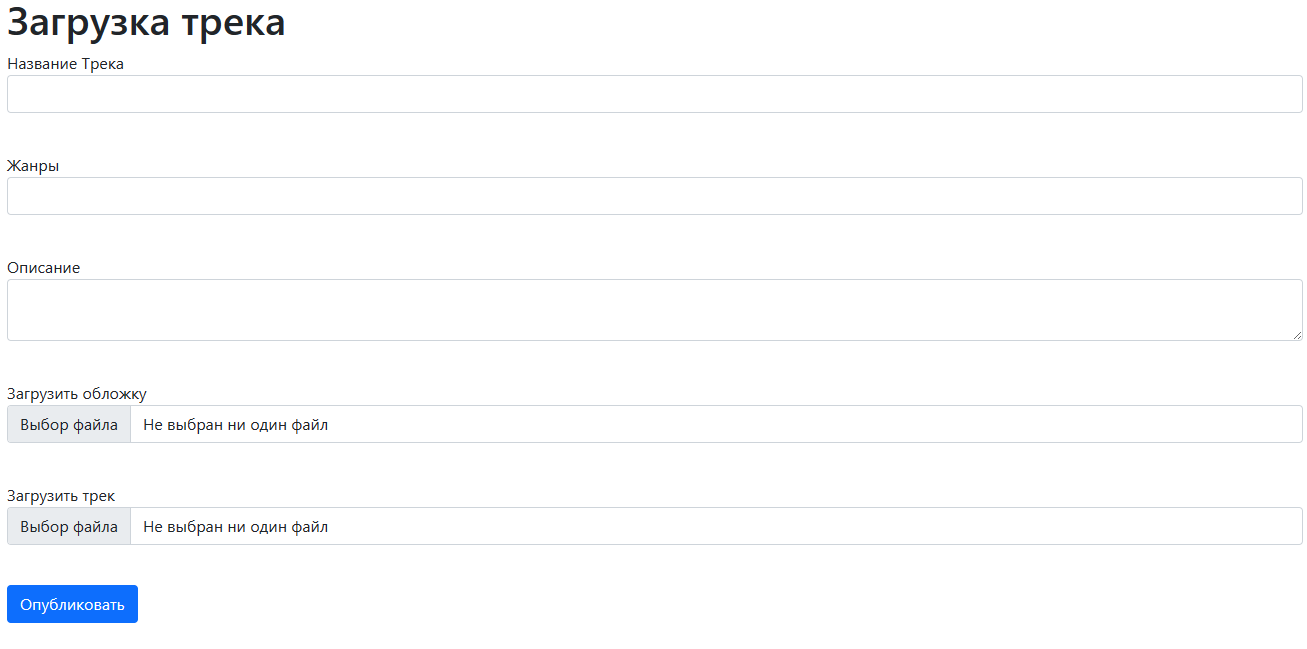 Загрузка трека
Название Трека
Жанры
Описание
Загрузить обложку
Выбор файла Не выбран ни один файл
Загрузить трек
Выбор файла Не выбран ни один файл
Опубликовать